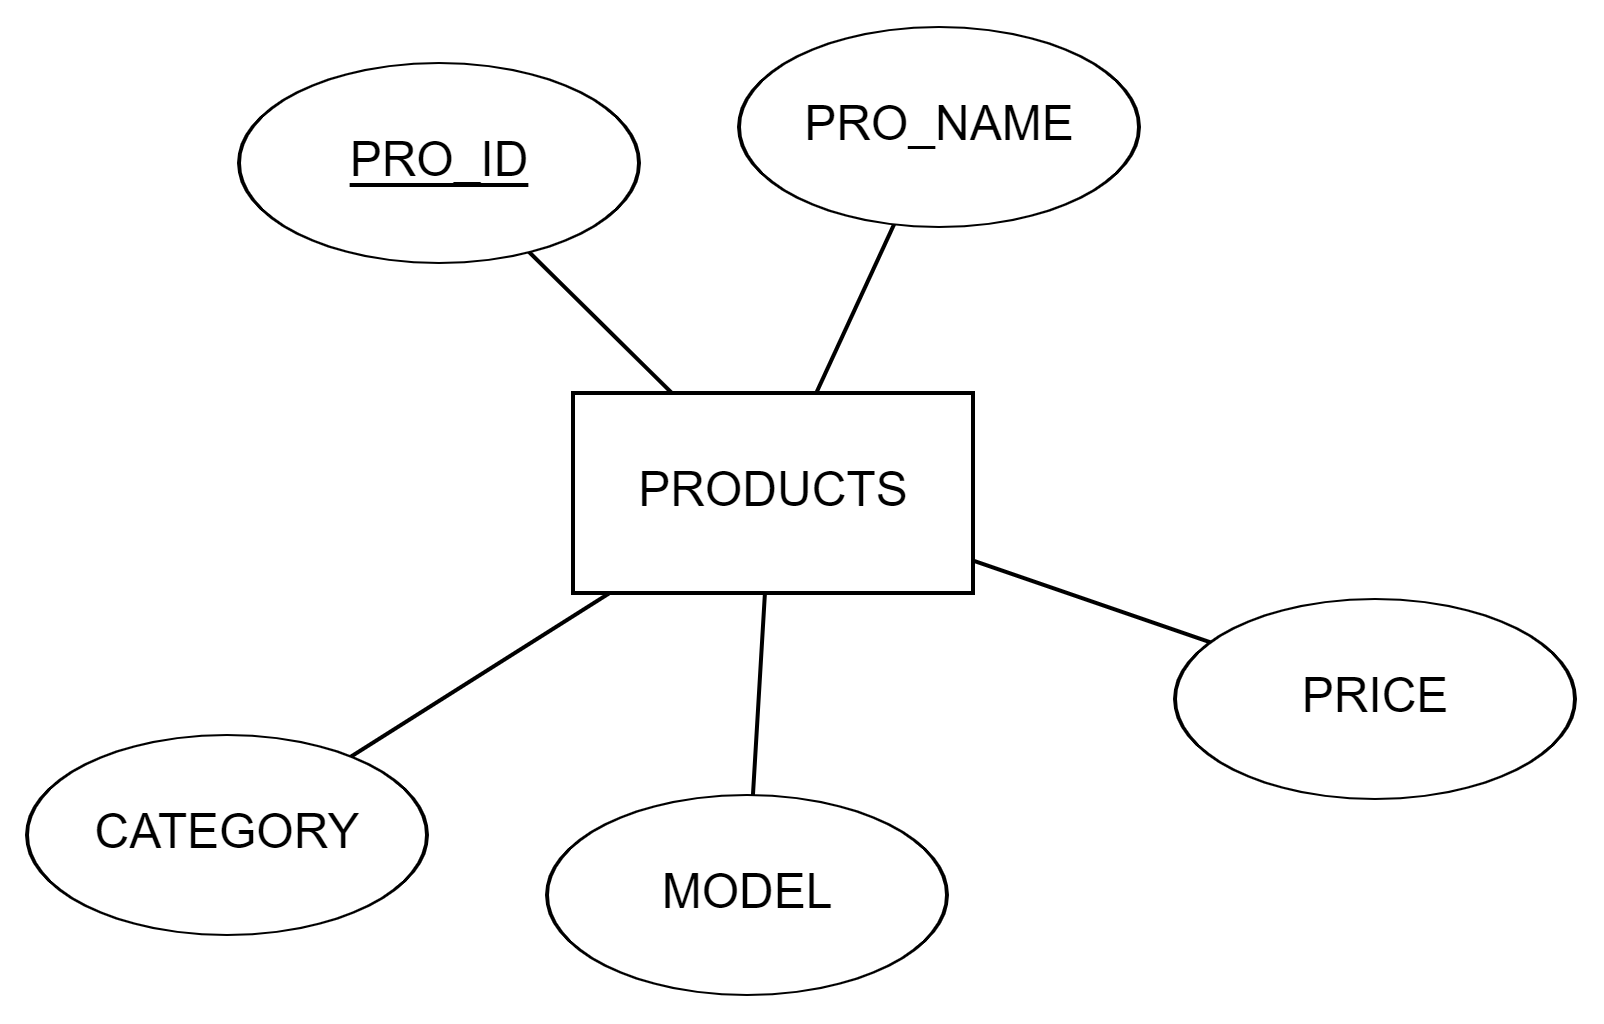 PRO_ID
PRO_NAME
PRODUCTS
PRICE
CATEGORY
MODEL